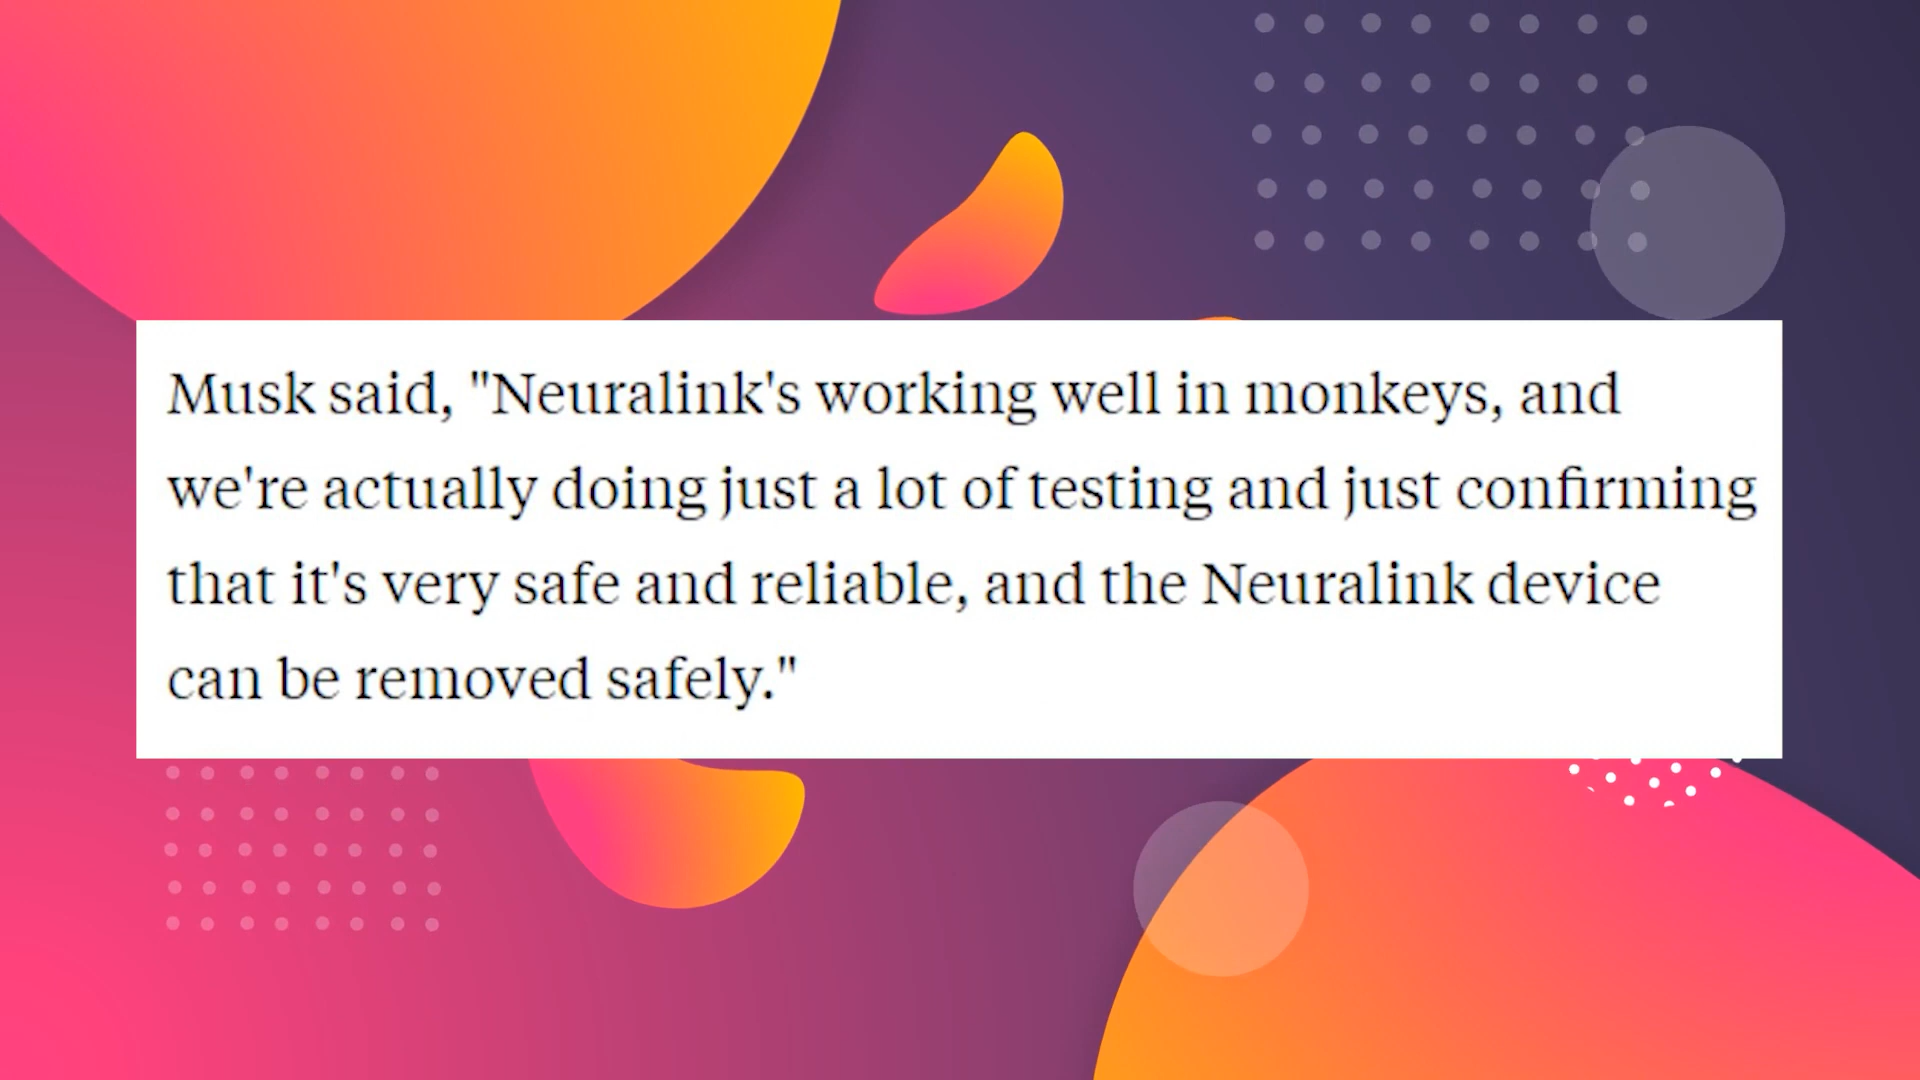 Musk said, "Neuralink's working well in monkeys, and
we're actually doing just a lot of testing and just confirming
that it's very safe and reliable, and the Neuralink device
can be removed safely."